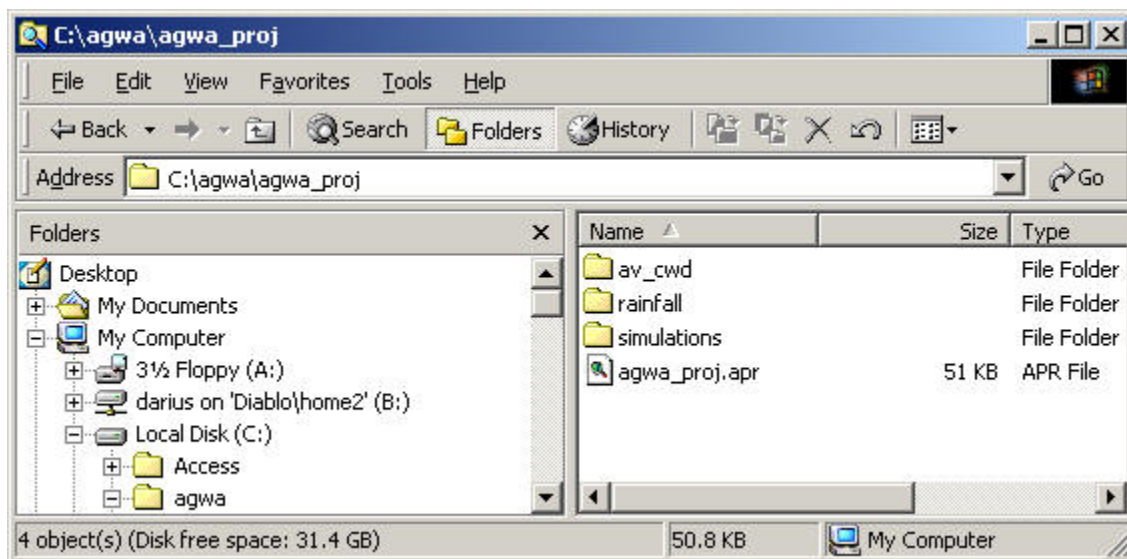 C:\agwa\agwa_proj
File Edit View Favorites Tools Help
Back Search Folders History
Address C:\agwa\agwa_proj Go
Folders
Desktop
My Documents
My Computer
3½ Floppy (A:)
darius on 'Diablo\home2' (B:)
Local Disk (C:)
Access
agwa
Name Size Type
av_cwd File Folder
rainfall File Folder
simulations File Folder
agwa_proj.apr 51 KB APR File
4 object(s) (Disk free space: 31.4 GB) 50.8 KB My Computer